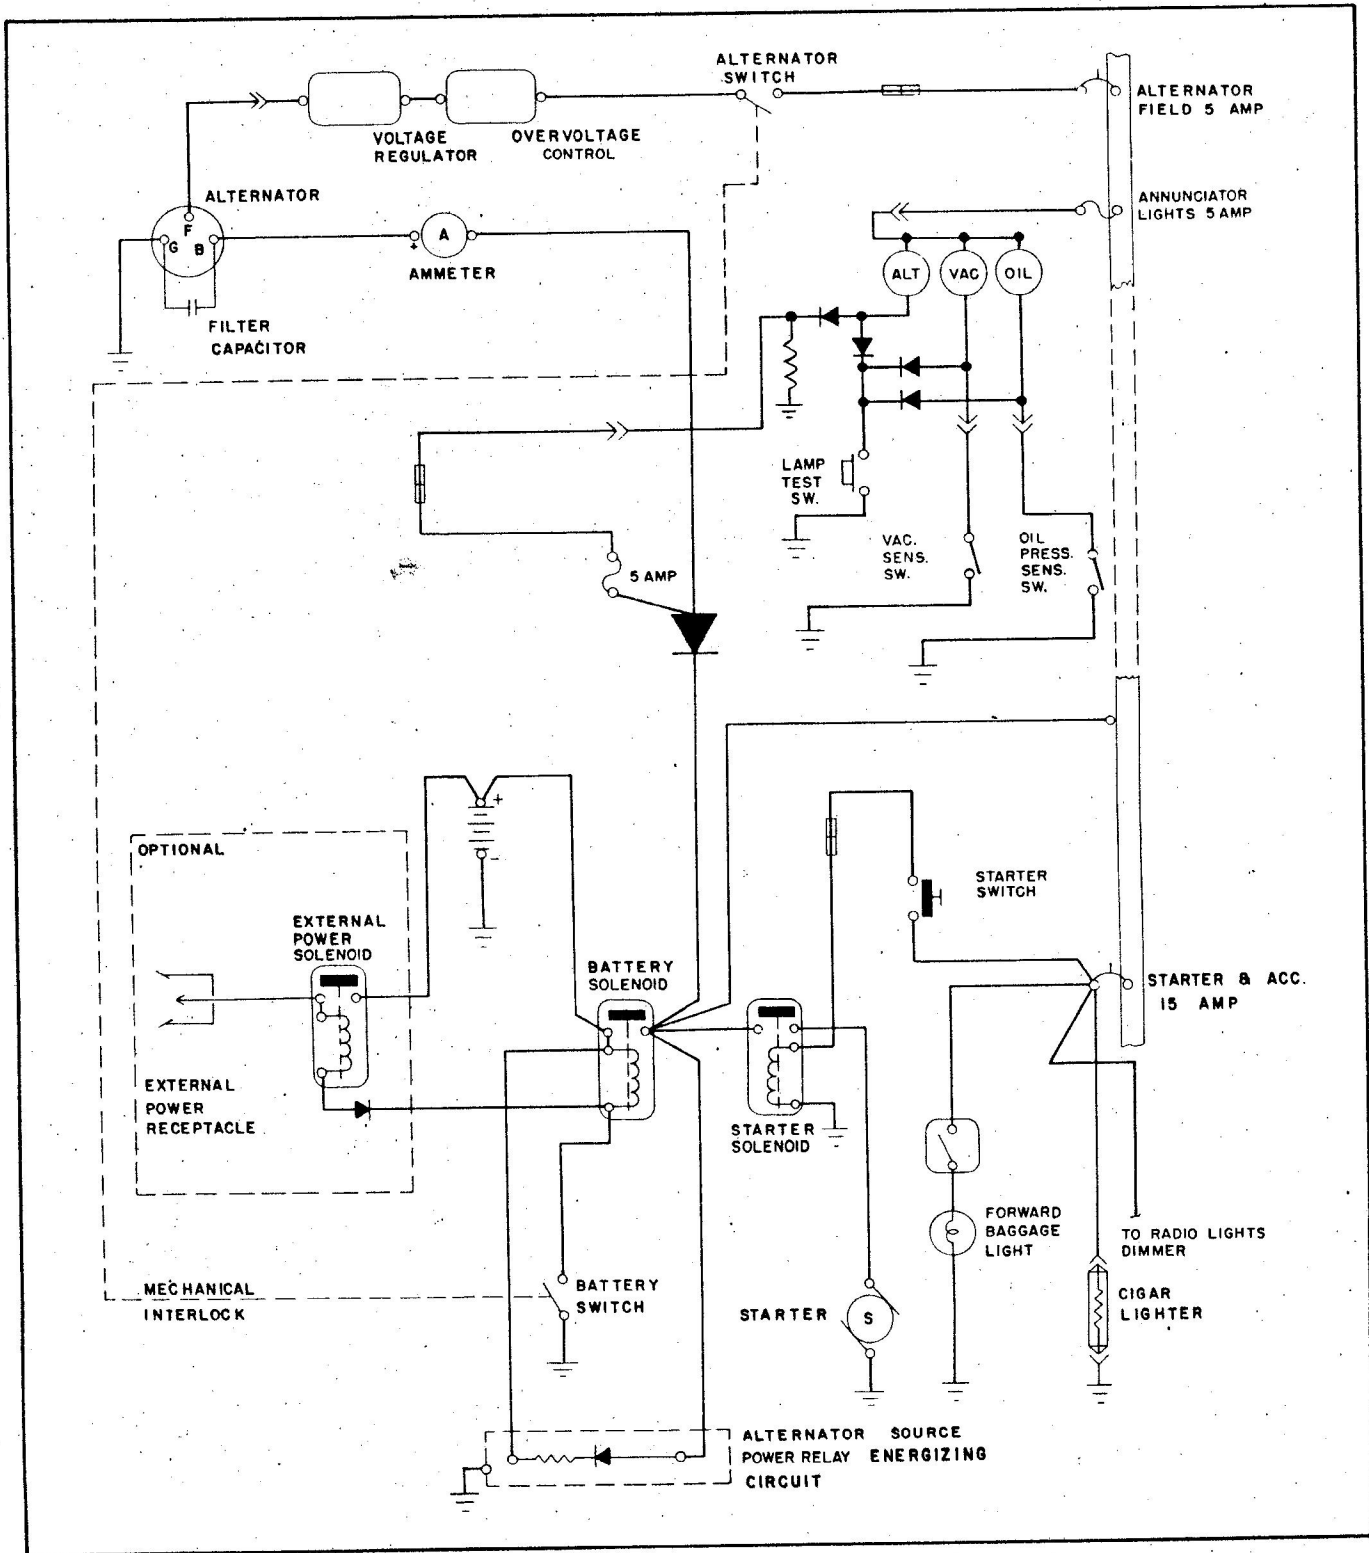 ALTERNATOR
SWITCH
ALTERNATOR
FIELD 5 AMP
VOLTAGE
REGULATOR
OVERVOLTAGE
CONTROL
ALTERNATOR
ANNUNCIATOR
LIGHTS 5 AMP
F
G
B
A
AMMETER
ALT
VAC
OIL
FILTER
CAPACITOR
LAMP
TEST
SW.
VAC.
SENS.
SW.
OIL
PRESS.
SENS.
SW.
5 AMP
+
-
OPTIONAL
STARTER
SWITCH
EXTERNAL
POWER
SOLENOID
BATTERY
SOLENOID
STARTER & ACC.
15 AMP
EXTERNAL
POWER
RECEPTACLE
STARTER
SOLENOID
FORWARD
BAGGAGE
LIGHT
TO RADIO LIGHTS
DIMMER
MECHANICAL
INTERLOCK
BATTERY
SWITCH
STARTER
S
CIGAR
LIGHTER
ALTERNATOR SOURCE
POWER RELAY ENERGIZING
CIRCUIT